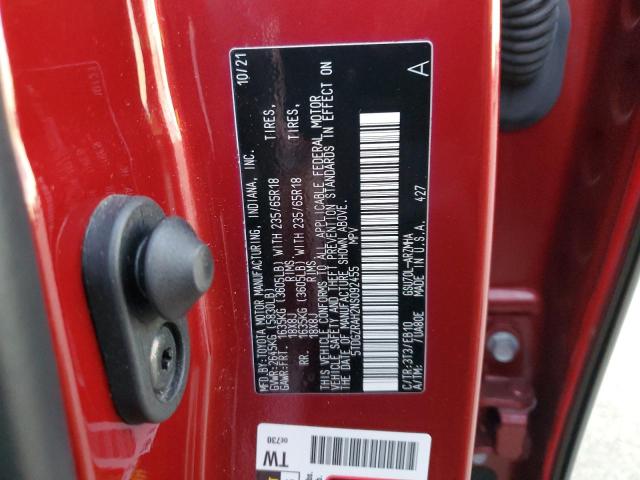 MFD.BY:TOYOTA MOTOR MANUFACTURING, INDIANA, INC. 10/21
GVWR:2645KG (5830LB)
GAWR:FRT. 1635KG (3605LB) WITH 235/65R18 TIRES,
18X8J RIMS.
RR. 1635KG (3605LB) WITH 235/65R18 TIRES,
18X8J RIMS.
THIS VEHICLE CONFORMS TO ALL APPLICABLE FEDERAL MOTOR
VEHICLE SAFETY AND THEFT PREVENTION STANDARDS IN EFFECT ON
THE DATE OF MANUFACTURE SHOWN ABOVE.
5TDGZRAH2NS092455 MPV
A
C/TR:3T3/EB10 GSU70L-ARZMHA
A/TM: /UA80E MADE IN U.S.A. 427
TW
0E730